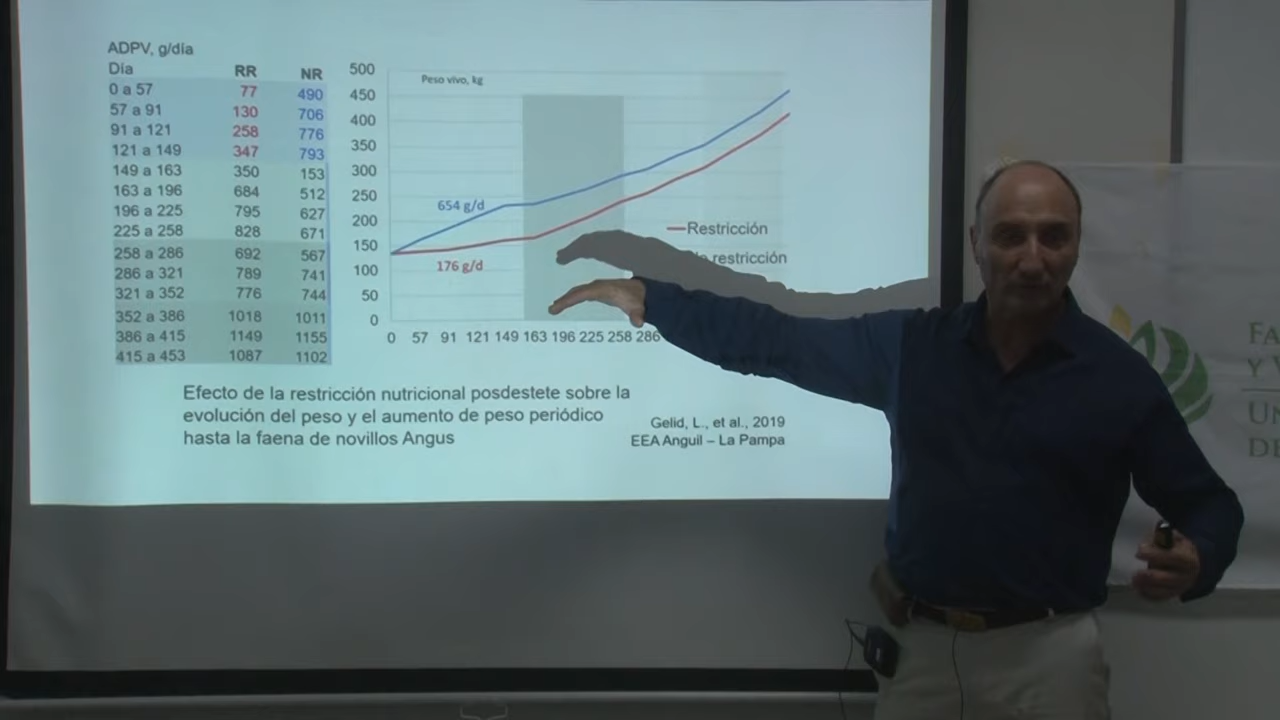 ADPV, g/día
Día RR NR
0 a 57 77 490
57 a 91 130 706
91 a 121 258 776
121 a 149 347 793
149 a 163 350 153
163 a 196 684 512
196 a 225 795 627
225 a 258 828 671
258 a 286 692 567
286 a 321 789 741
321 a 352 776 744
352 a 386 1018 1011
386 a 415 1149 1155
415 a 453 1087 1102
Peso vivo, kg
500
450
400
350
300
250
200
150
100
50
0
654 g/d
176 g/d
Restricción
restricción
0 57 91 121 149 163 196 225 258 286
Efecto de la restricción nutricional posdestete sobre la
evolución del peso y el aumento de peso periódico
hasta la faena de novillos Angus
Gelid, L., et al., 2019
EEA Anguil – La Pampa
FA
Y V
UN
DE